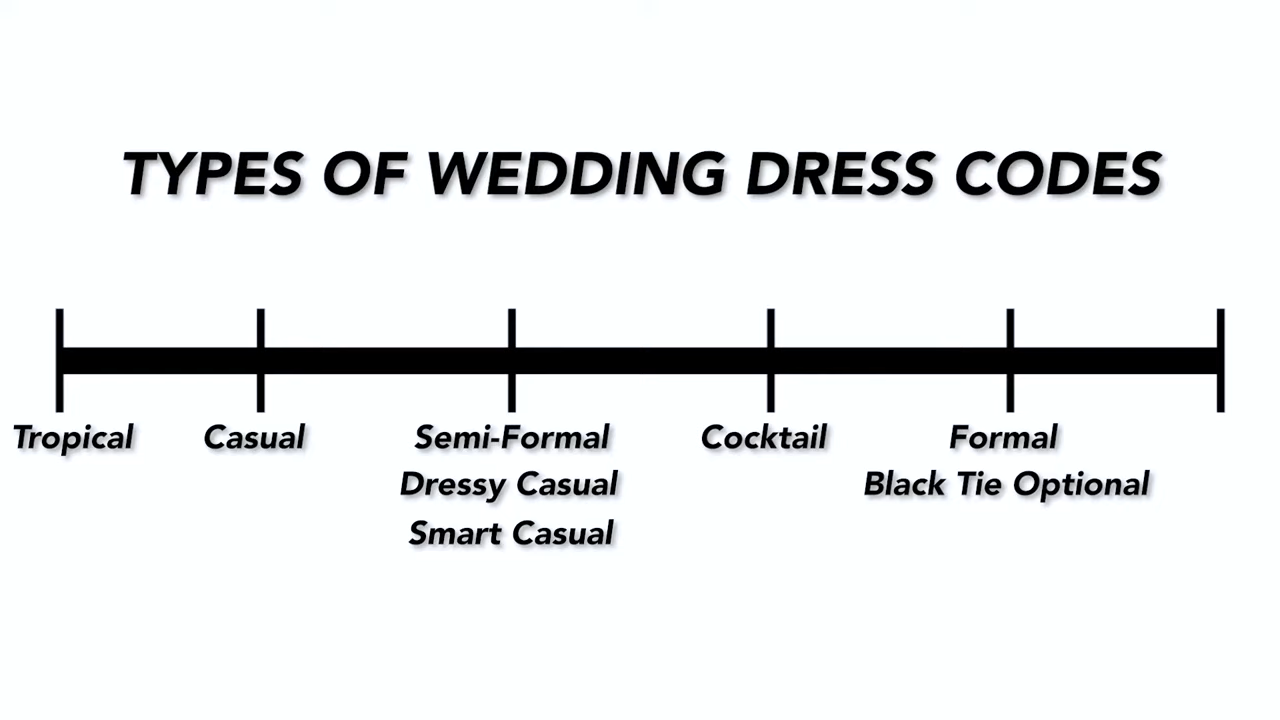 TYPES OF WEDDING DRESS CODES
Tropical
Casual
Semi-Formal
Dressy Casual
Smart Casual
Cocktail
Formal
Black Tie Optional